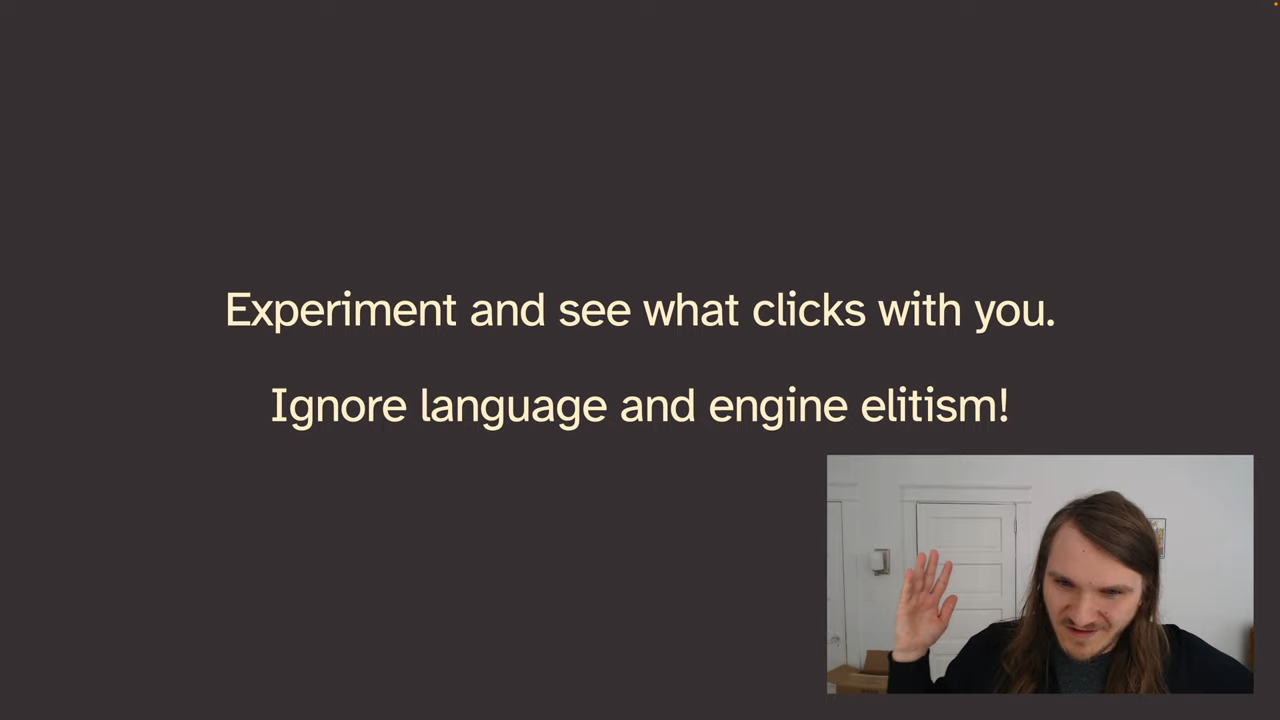 Experiment and see what clicks with you.
Ignore language and engine elitism!